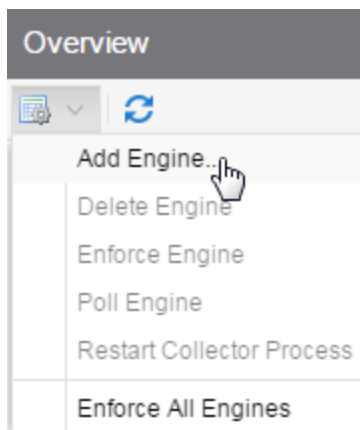 Overview
Add Engine...
Delete Engine
Enforce Engine
Poll Engine
Restart Collector Process
Enforce All Engines